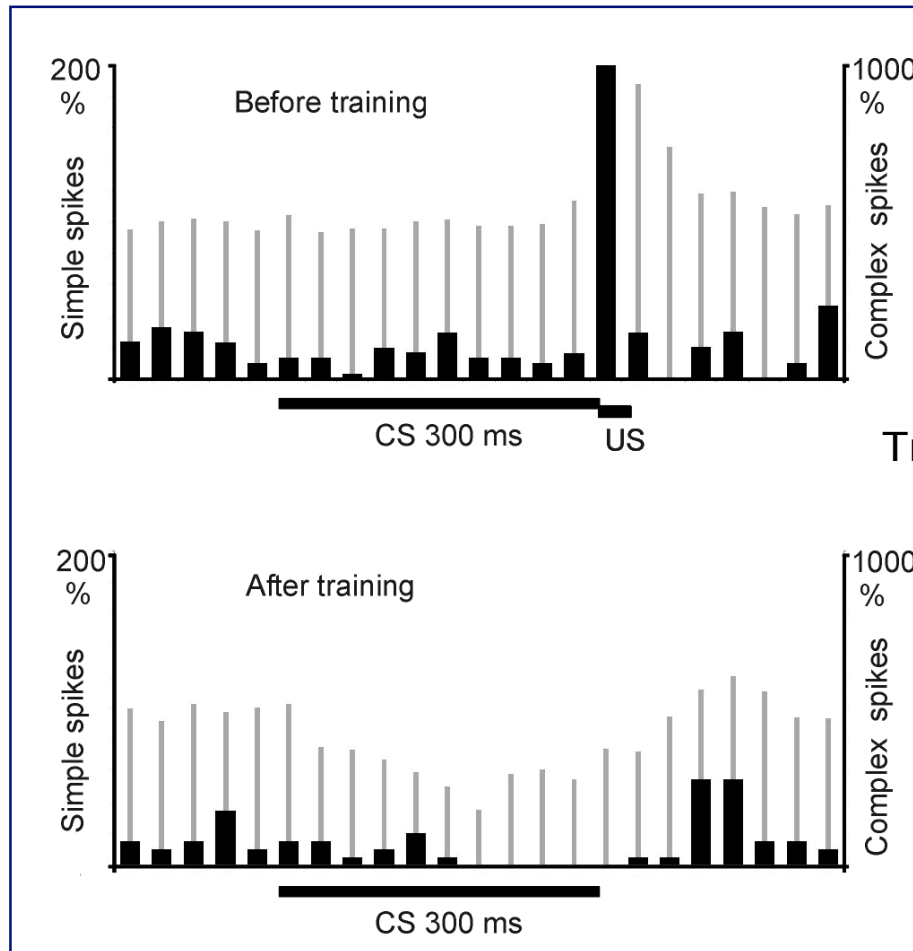 200
%
Simple spikes
Before training
1000
%
Complex spikes
CS 300 ms
US
Tr
200
%
Simple spikes
After training
1000
%
Complex spikes
CS 300 ms